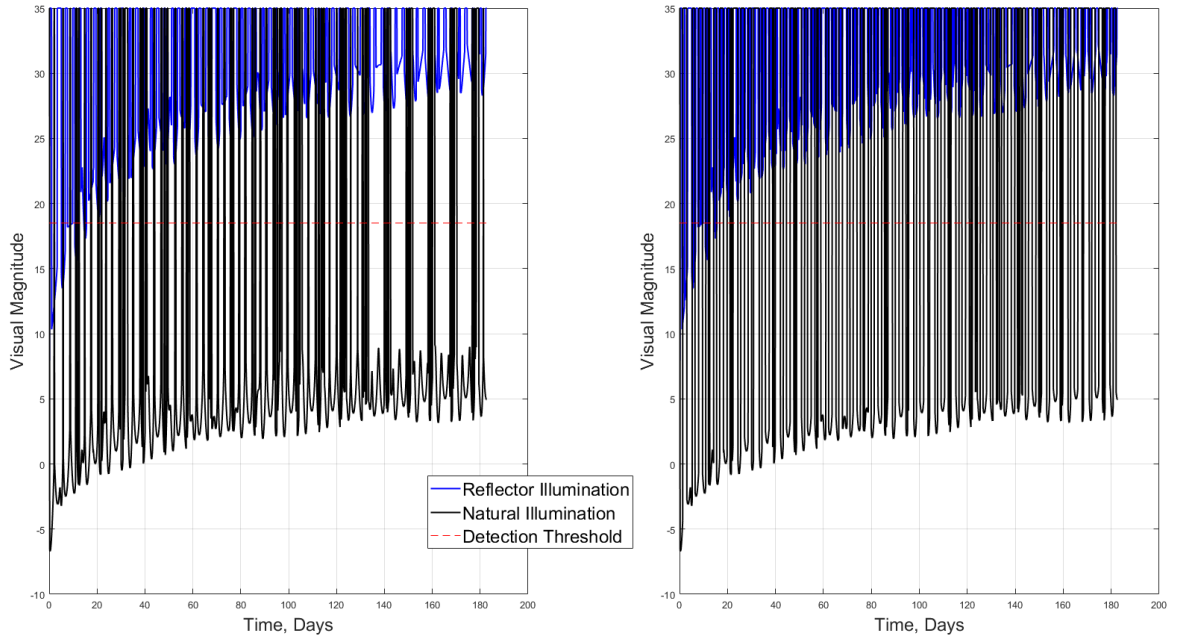 35
30
25
20
15
10
5
0
-5
-10
Visual Magnitude
0 20 40 60 80 100 120 140 160 180 200
Time, Days
Reflector Illumination
Natural Illumination
Detection Threshold
35
30
25
20
15
10
5
0
-5
-10
Visual Magnitude
0 20 40 60 80 100 120 140 160 180 200
Time, Days